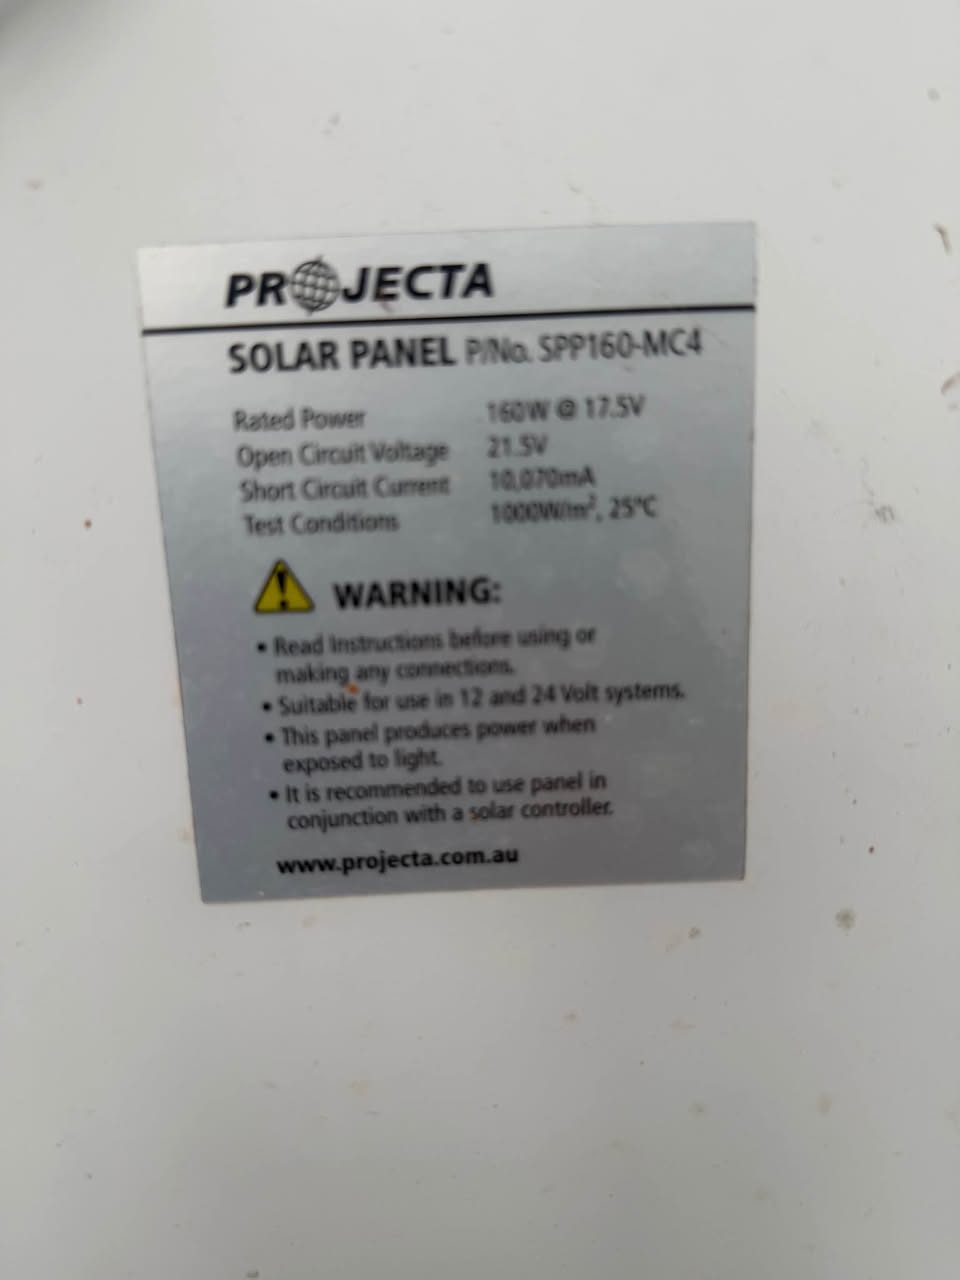 PROJECTA
SOLAR PANEL P/No. SPP160-MC4
Rated Power 160W @ 17.5V
Open Circuit Voltage 21.5V
Short Circuit Current 10,070mA
Test Conditions 1000W/m², 25°C
WARNING:
• Read Instructions before using or
making any connections.
• Suitable for use in 12 and 24 Volt systems.
• This panel produces power when
exposed to light.
• It is recommended to use panel in
conjunction with a solar controller.
www.projecta.com.au